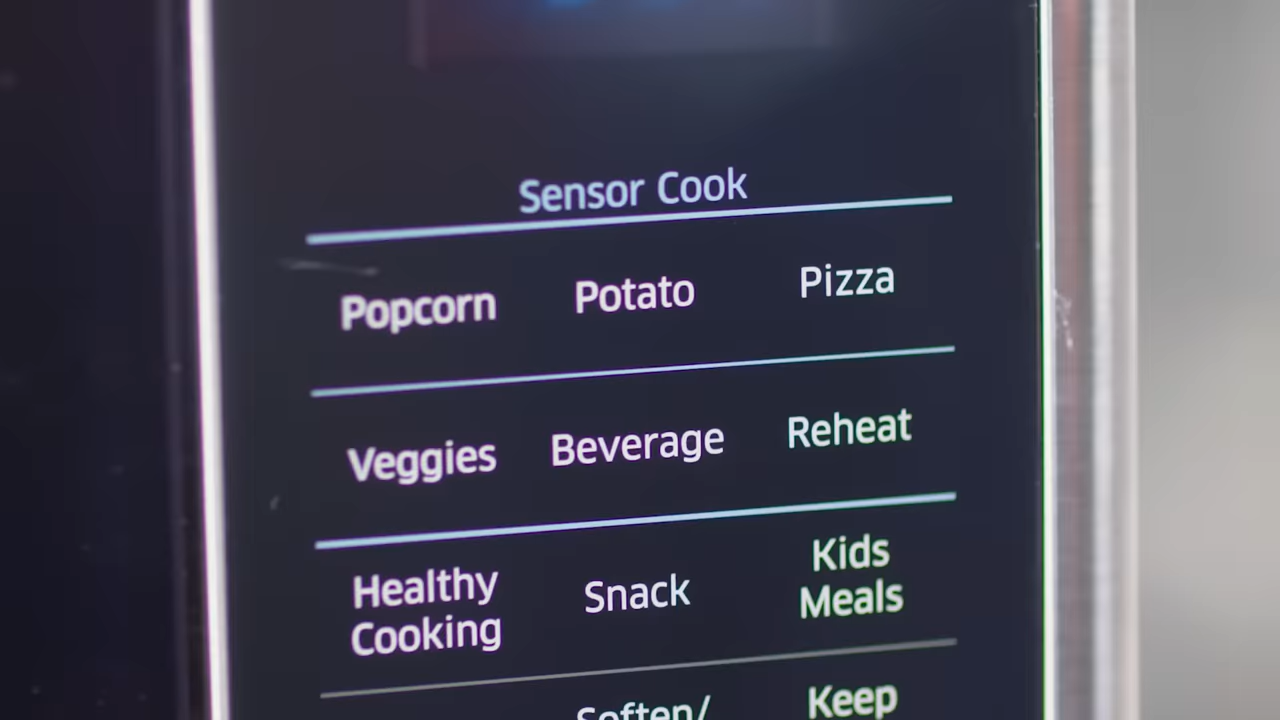 Sensor Cook
Popcorn Potato Pizza
Veggies Beverage Reheat
Healthy Cooking Snack Kids Meals
Soften/ Keep